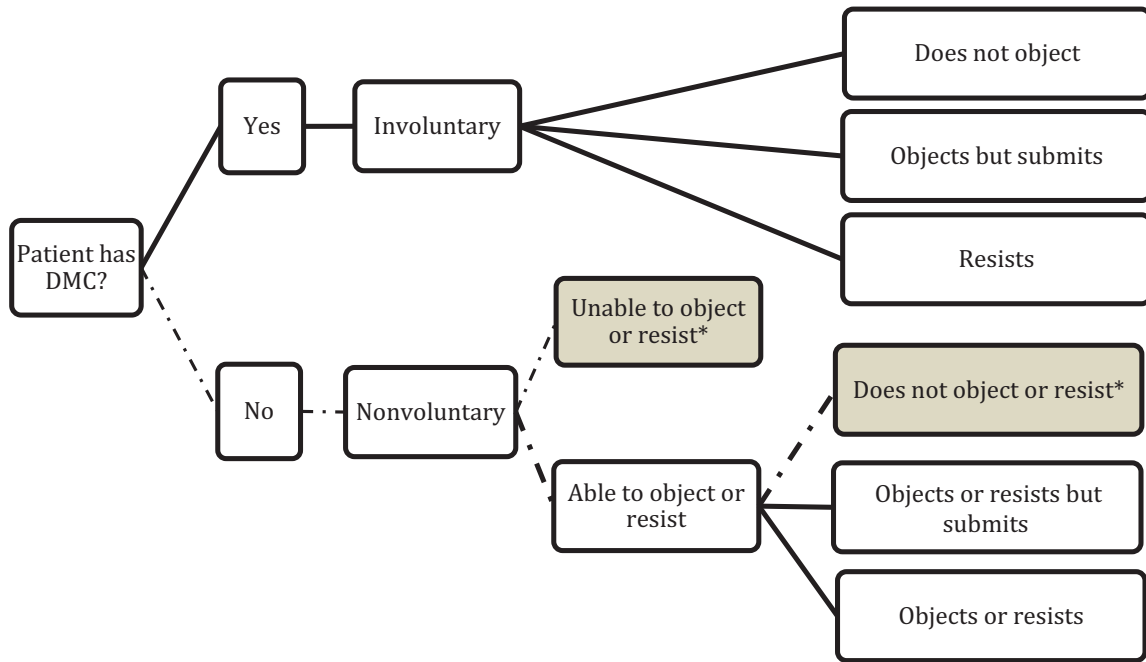 Does not object
Yes
Involuntary
Objects but submits
Patient has
DMC?
Resists
Unable to object
or resist*
Does not object or resist*
No
Nonvoluntary
Able to object or
resist
Objects or resists but
submits
Objects or resists